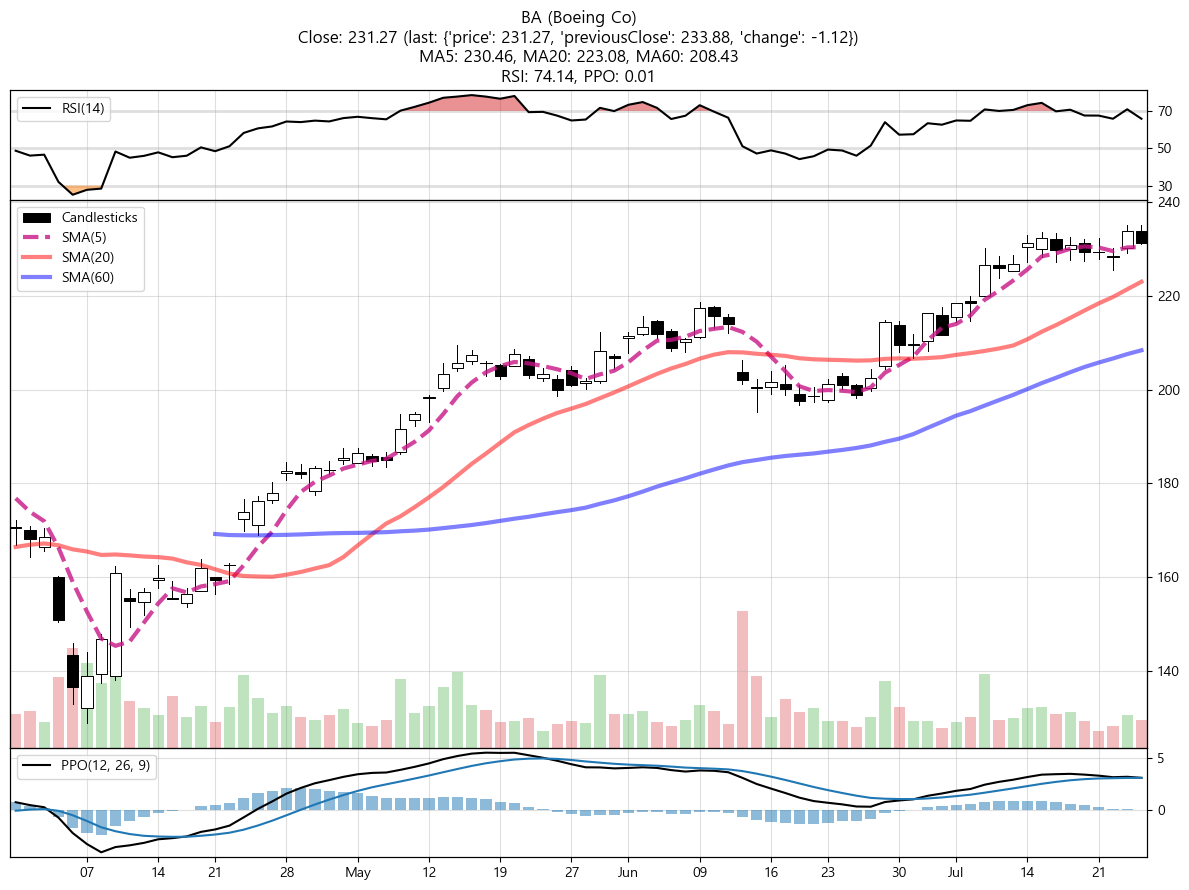 BA (Boeing Co)
Close: 231.27 (last: {'price': 231.27, 'previousClose': 233.88, 'change': -1.12})
MA5: 230.46, MA20: 223.08, MA60: 208.43
RSI: 74.14, PPO: 0.01
RSI(14)
70
50
30
Candlesticks
SMA(5)
SMA(20)
SMA(60)
240
220
200
180
160
140
PPO(12, 26, 9)
5
0
07 14 21 28 May 12 19 27 Jun 09 16 23 30 Jul 14 21